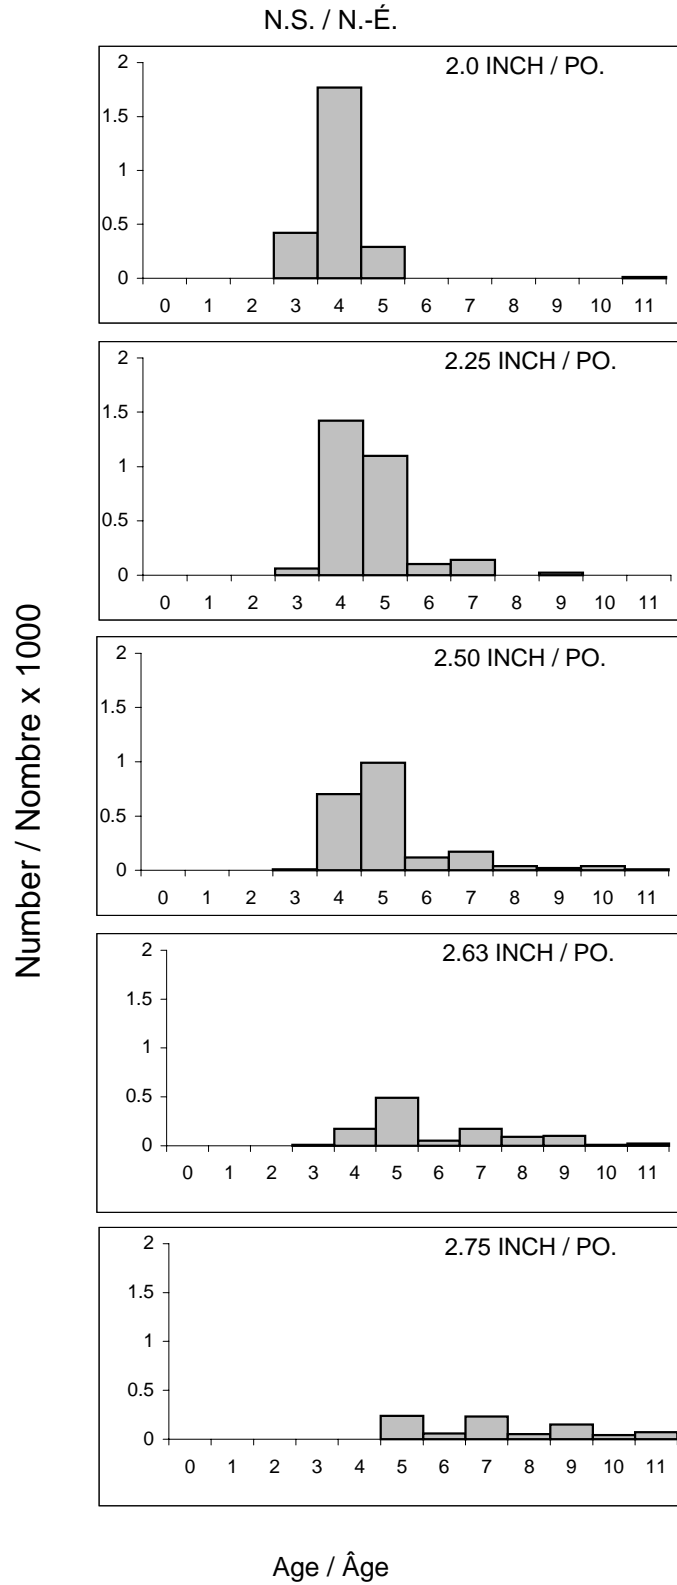 N.S. / N.-É.
2.0 INCH / PO.
2
1.5
1
0.5
0
0 1 2 3 4 5 6 7 8 9 10 11
2.25 INCH / PO.
2
1.5
1
0.5
0
0 1 2 3 4 5 6 7 8 9 10 11
Number / Nombre x 1000
2.50 INCH / PO.
2
1.5
1
0.5
0
0 1 2 3 4 5 6 7 8 9 10 11
2.63 INCH / PO.
2
1.5
1
0.5
0
0 1 2 3 4 5 6 7 8 9 10 11
2.75 INCH / PO.
2
1.5
1
0.5
0
0 1 2 3 4 5 6 7 8 9 10 11
Age / Âge